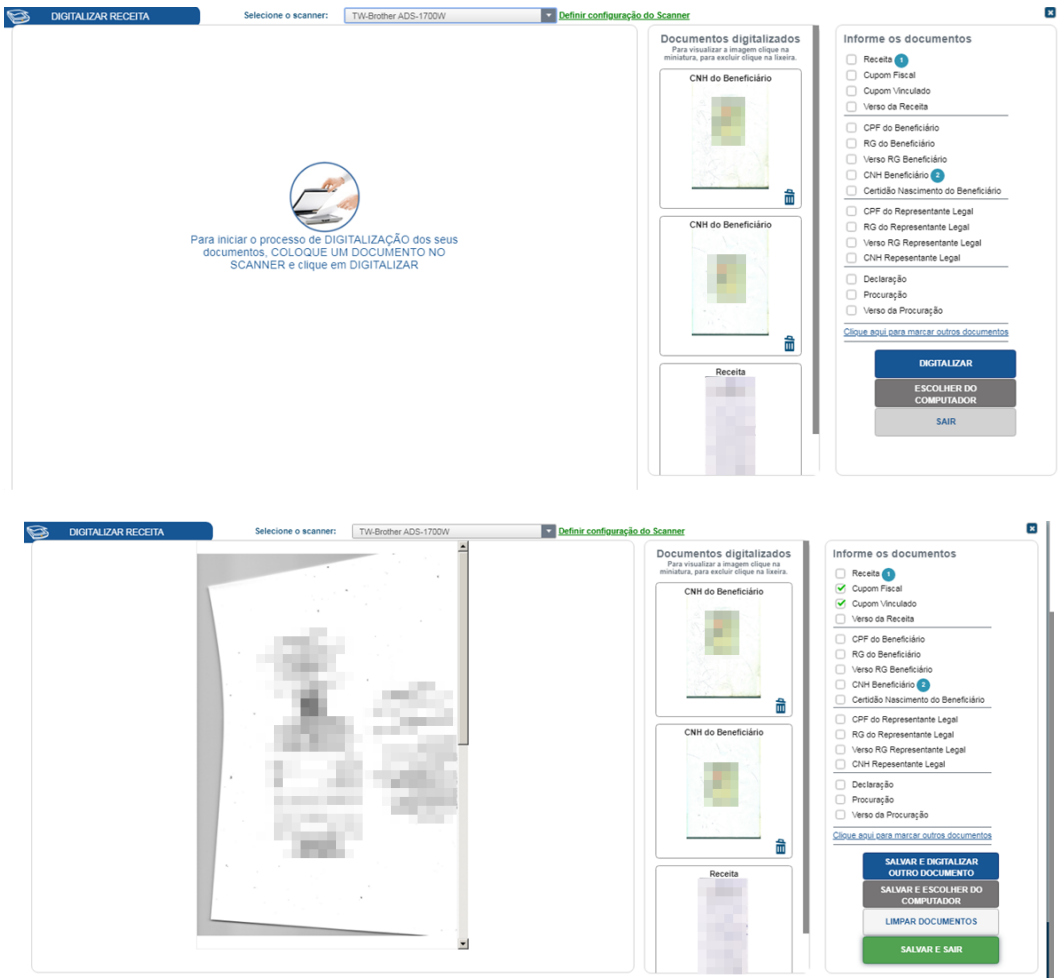 DIGITALIZAR RECEITA
Selecione o scanner:
TW-Brother ADS-1700W
Definir configuração do Scanner
Para iniciar o processo de DIGITALIZAÇÃO dos seus
documentos, COLOQUE UM DOCUMENTO NO
SCANNER e clique em DIGITALIZAR
Documentos digitalizados
Para visualizar a imagem clique na
miniatura, para excluir clique na lixeira.
CNH do Beneficiário
CNH do Beneficiário
Receita
Informe os documentos
Receita 1
Cupom Fiscal
Cupom Vinculado
Verso da Receita
CPF do Beneficiário
RG do Beneficiário
Verso RG Beneficiário
CNH Beneficiário 2
Certidão Nascimento do Beneficiário
CPF do Representante Legal
RG do Representante Legal
Verso RG Representante Legal
CNH Repesentante Legal
Declaração
Procuração
Verso da Procuração
Clique aqui para marcar outros documentos
DIGITALIZAR
ESCOLHER DO
COMPUTADOR
SAIR
DIGITALIZAR RECEITA
Selecione o scanner:
TW-Brother ADS-1700W
Definir configuração do Scanner
Documentos digitalizados
Para visualizar a imagem clique na
miniatura, para excluir clique na lixeira.
CNH do Beneficiário
CNH do Beneficiário
Receita
Informe os documentos
Receita 1
Cupom Fiscal
Cupom Vinculado
Verso da Receita
CPF do Beneficiário
RG do Beneficiário
Verso RG Beneficiário
CNH Beneficiário 2
Certidão Nascimento do Beneficiário
CPF do Representante Legal
RG do Representante Legal
Verso RG Representante Legal
CNH Repesentante Legal
Declaração
Procuração
Verso da Procuração
Clique aqui para marcar outros documentos
SALVAR E DIGITALIZAR
OUTRO DOCUMENTO
SALVAR E ESCOLHER DO
COMPUTADOR
LIMPAR DOCUMENTOS
SALVAR E SAIR